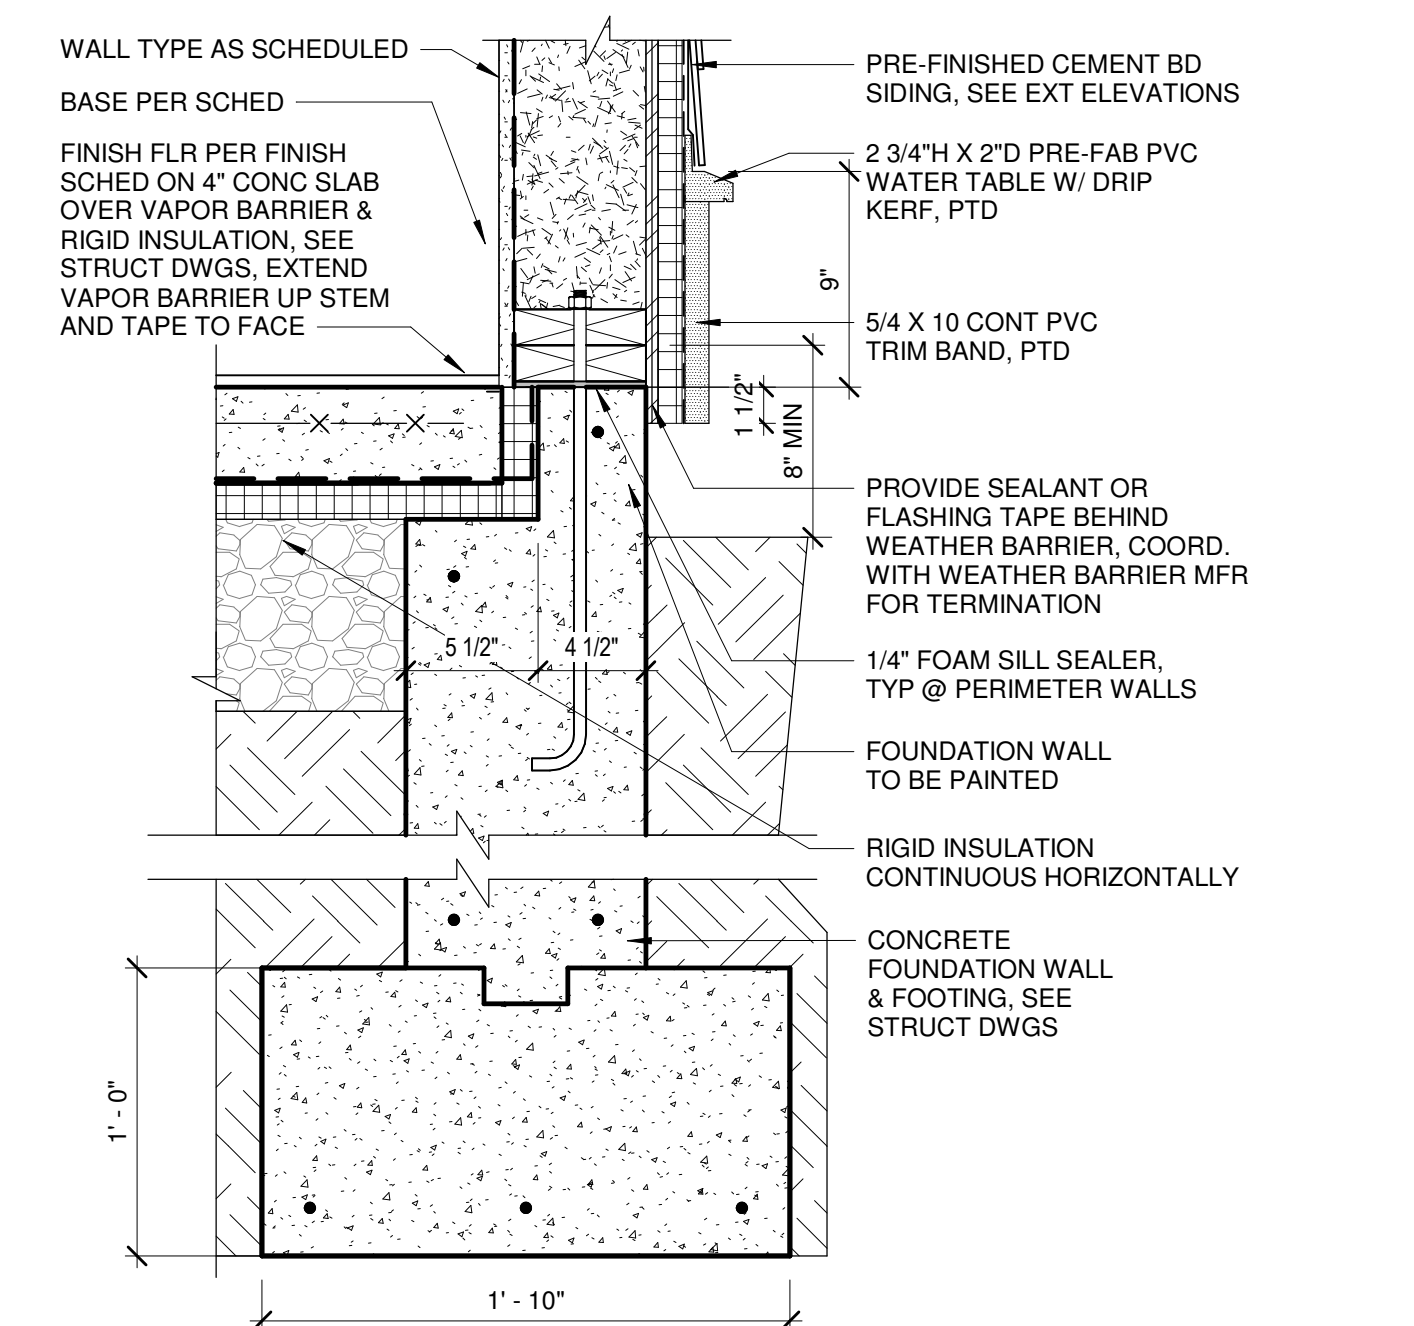 WALL TYPE AS SCHEDULED
BASE PER SCHED
FINISH FLR PER FINISH
SCHED ON 4" CONC SLAB
OVER VAPOR BARRIER &
RIGID INSULATION, SEE
STRUCT DWGS, EXTEND
VAPOR BARRIER UP STEM
AND TAPE TO FACE
PRE-FINISHED CEMENT BD
SIDING, SEE EXT ELEVATIONS
2 3/4"H X 2"D PRE-FAB PVC
WATER TABLE W/ DRIP
KERF, PTD
9"
5/4 X 10 CONT PVC
TRIM BAND, PTD
1 1/2"
8" MIN
PROVIDE SEALANT OR
FLASHING TAPE BEHIND
WEATHER BARRIER, COORD.
WITH WEATHER BARRIER MFR
FOR TERMINATION
5 1/2"
4 1/2"
1/4" FOAM SILL SEALER,
TYP @ PERIMETER WALLS
FOUNDATION WALL
TO BE PAINTED
RIGID INSULATION
CONTINUOUS HORIZONTALLY
CONCRETE
FOUNDATION WALL
& FOOTING, SEE
STRUCT DWGS
1' - 0"
1' - 10"